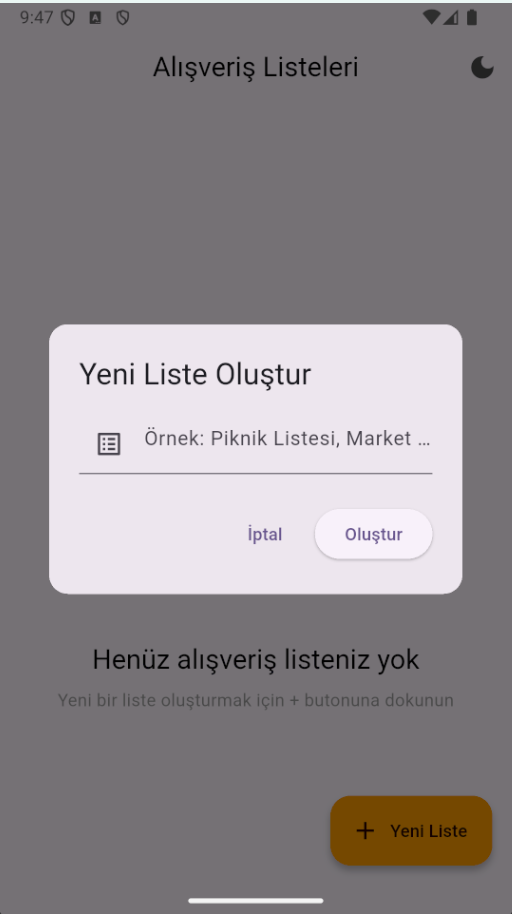 9:47
Alışveriş Listeleri
Yeni Liste Oluştur
Örnek: Piknik Listesi, Market ...
İptal
Oluştur
Henüz alışveriş listeniz yok
Yeni bir liste oluşturmak için + butonuna dokunun
+ Yeni Liste